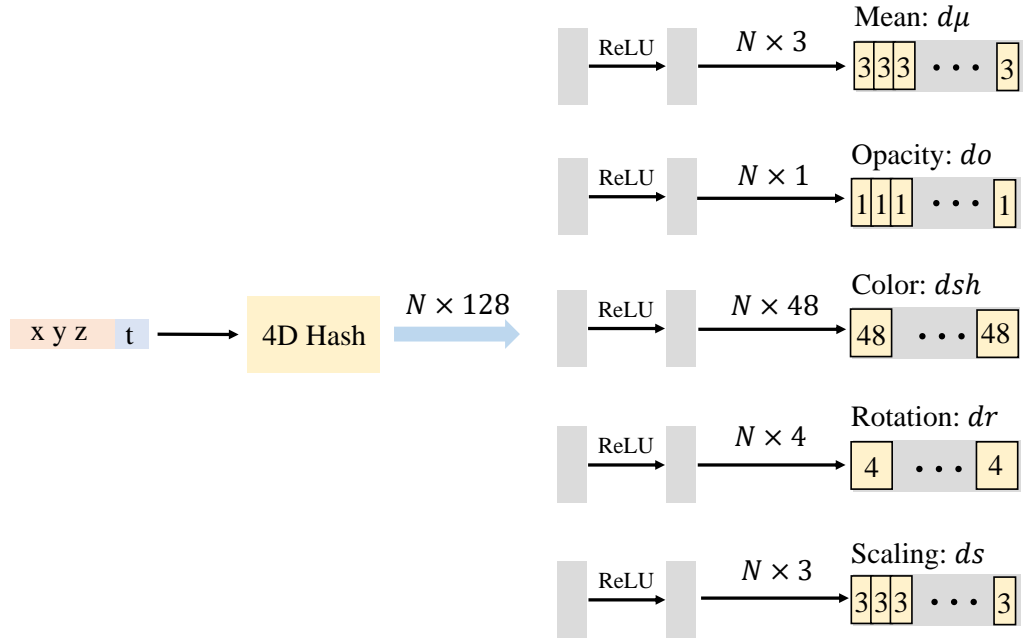 Mean: dμ
ReLU
N × 3
3 3 3 • • • 3
Opacity: do
ReLU
N × 1
1 1 1 • • • 1
x y z t
4D Hash
N × 128
Color: dsh
ReLU
N × 48
48 • • • 48
Rotation: dr
ReLU
N × 4
4 • • • 4
Scaling: ds
ReLU
N × 3
3 3 3 • • • 3